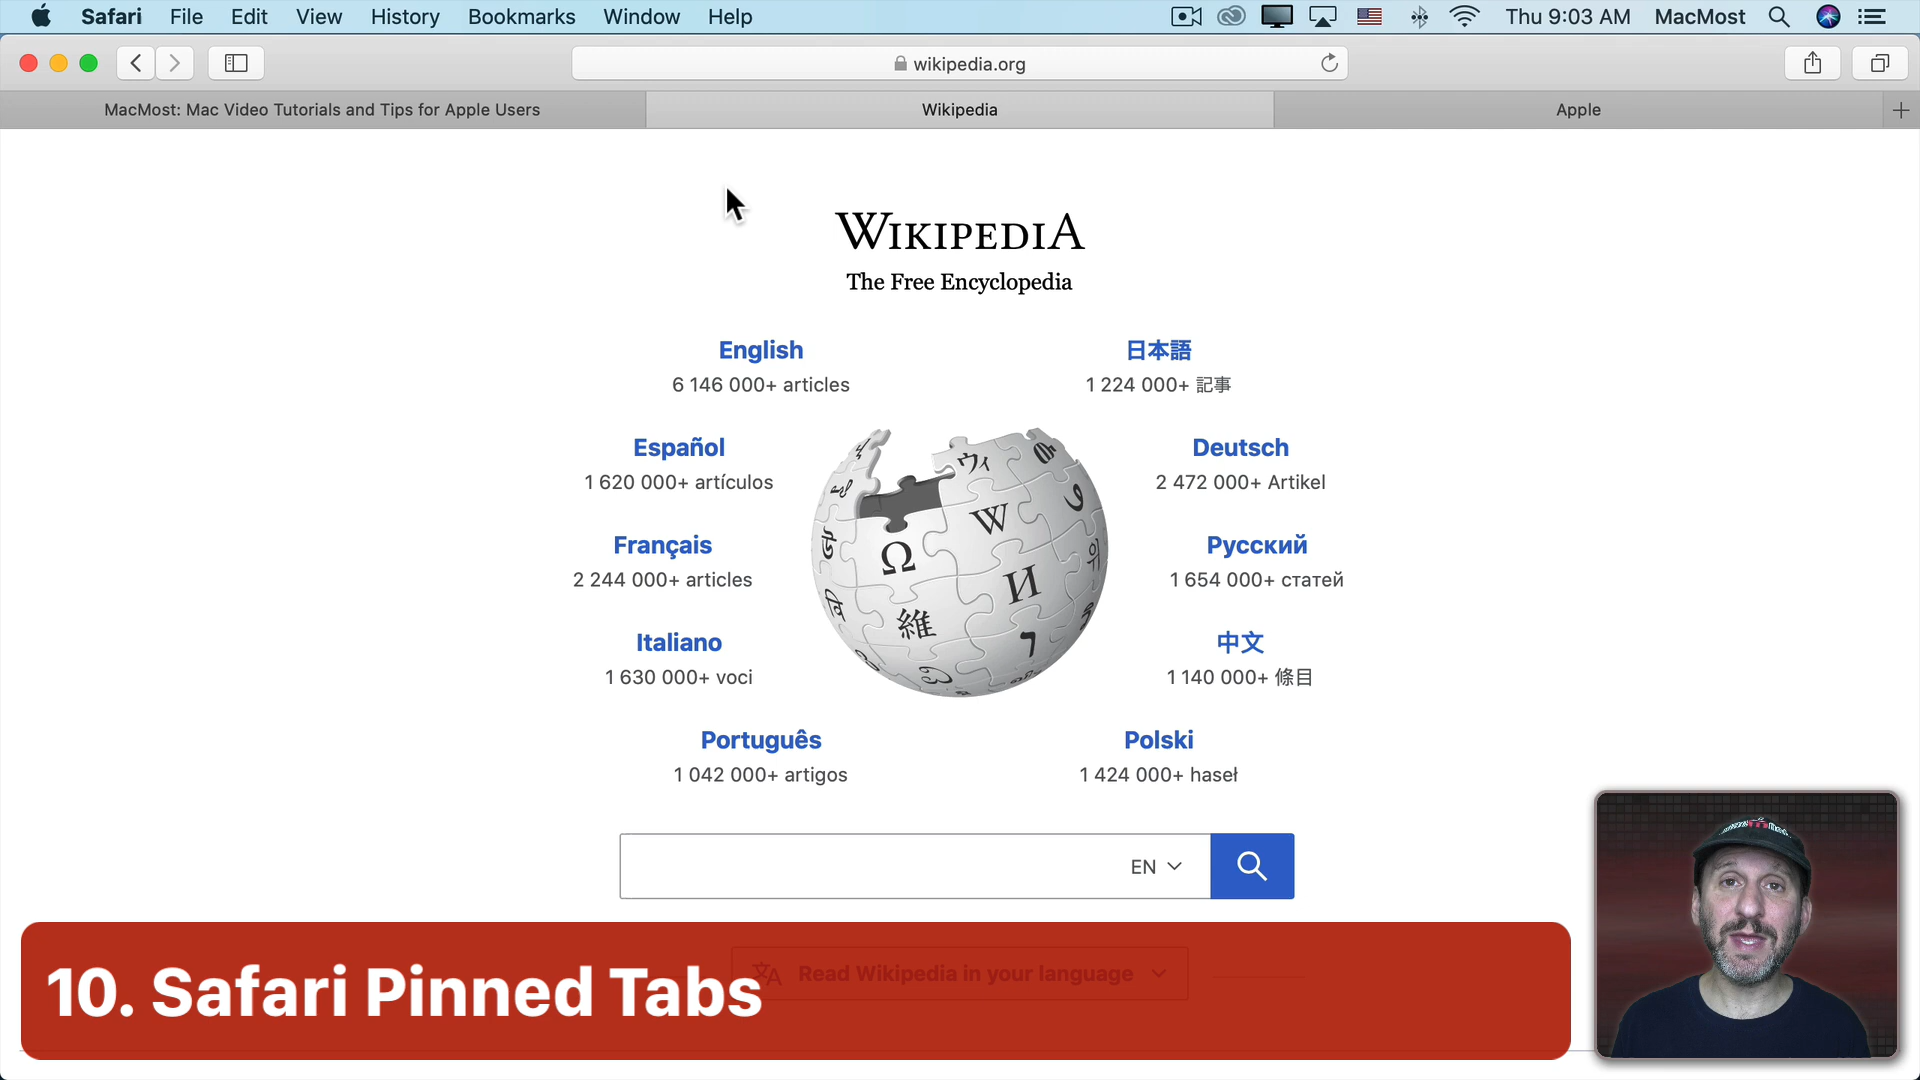 Safari File Edit View History Bookmarks Window Help Thu 9:03 AM MacMost
wikipedia.org
MacMost: Mac Video Tutorials and Tips for Apple Users Wikipedia Apple
WIKIPEDIA
The Free Encyclopedia
English 日本語
6 146 000+ articles 1 224 000+ 記事
Español Deutsch
1 620 000+ artículos 2 472 000+ Artikel
Français Русский
2 244 000+ articles 1 654 000+ статей
Italiano 中文
1 630 000+ voci 1 140 000+ 條目
Português Polski
1 042 000+ artigos 1 424 000+ haseł
Ω W И 維 ウィ
EN
Read Wikipedia in your language
10. Safari Pinned Tabs